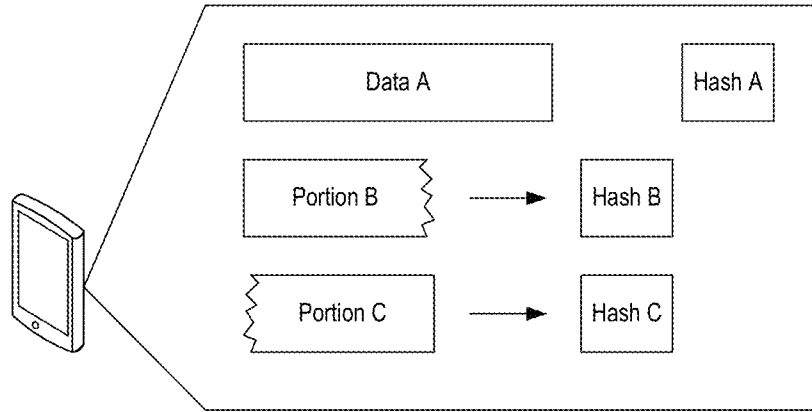 Data A
Hash A
Portion B
Hash B
Portion C
Hash C